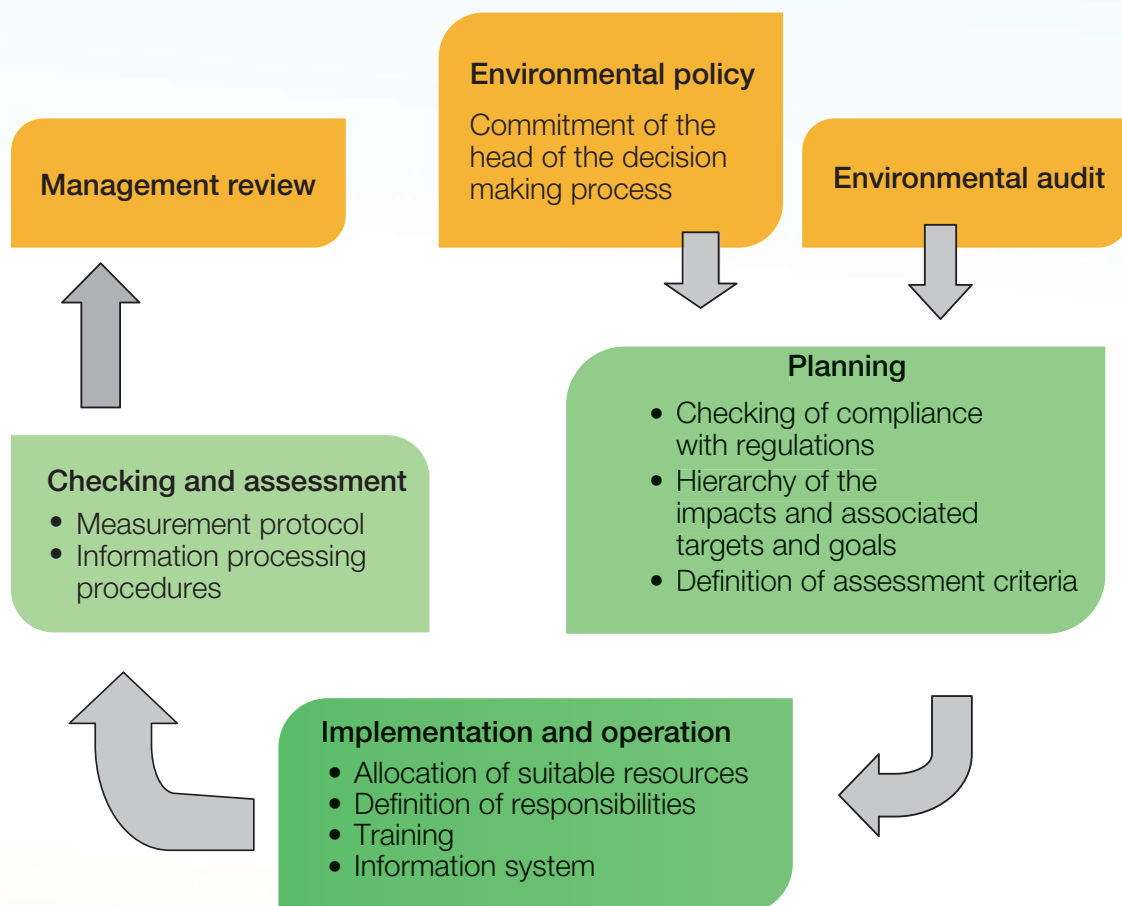 Environmental policy
Commitment of the
head of the decision
making process
Management review
Environmental audit
Planning
• Checking of compliance
with regulations
• Hierarchy of the
impacts and associated
targets and goals
• Definition of assessment criteria
Checking and assessment
• Measurement protocol
• Information processing
procedures
Implementation and operation
• Allocation of suitable resources
• Definition of responsibilities
• Training
• Information system